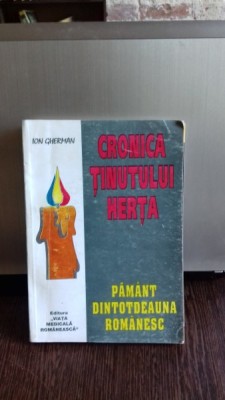 ION GHERMAN
CRONICA
ȚINUTULUI
HERȚA
PĂMÂNT
DINTOTDEAUNA
ROMÂNESC
Editura
„VIAȚA
MEDICALĂ
ROMÂNEASCĂ”